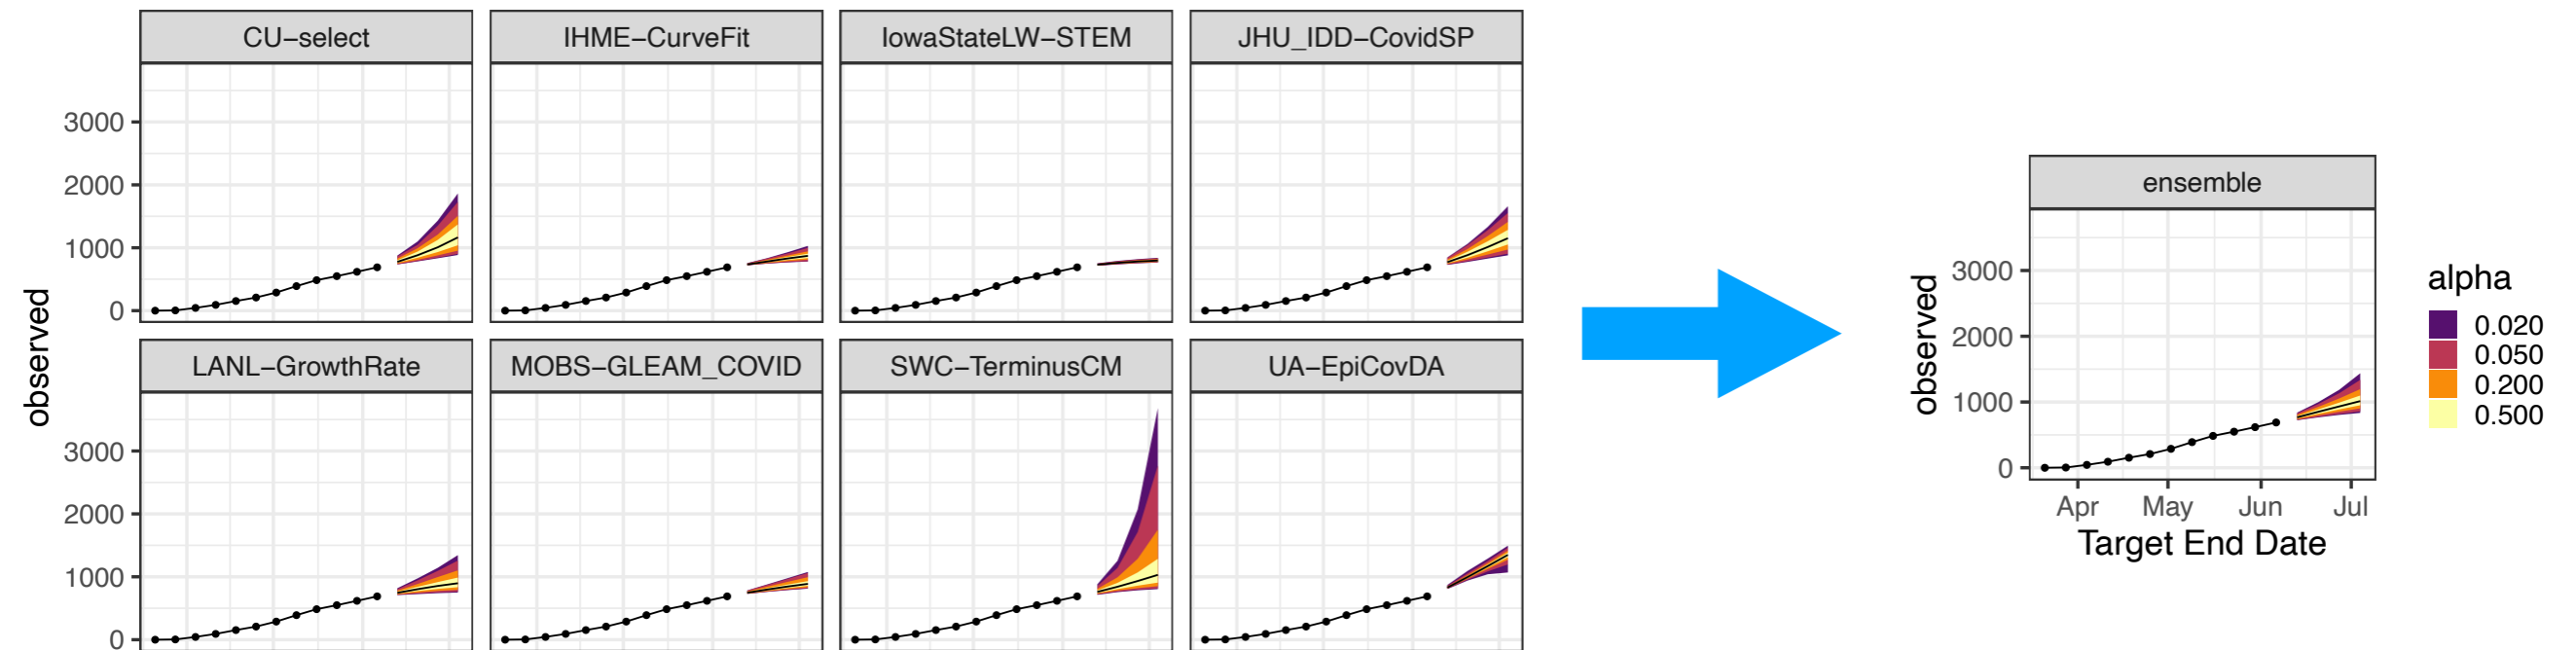 CU−select
IHME−CurveFit
IowaStateLW−STEM
JHU_IDD−CovidSP
3000
2000
1000
0
observed
LANL−GrowthRate
MOBS−GLEAM_COVID
SWC−TerminusCM
UA−EpiCovDA
3000
2000
1000
0
ensemble
observed
3000
2000
1000
0
Apr
May
Jun
Jul
Target End Date
alpha
0.020
0.050
0.200
0.500